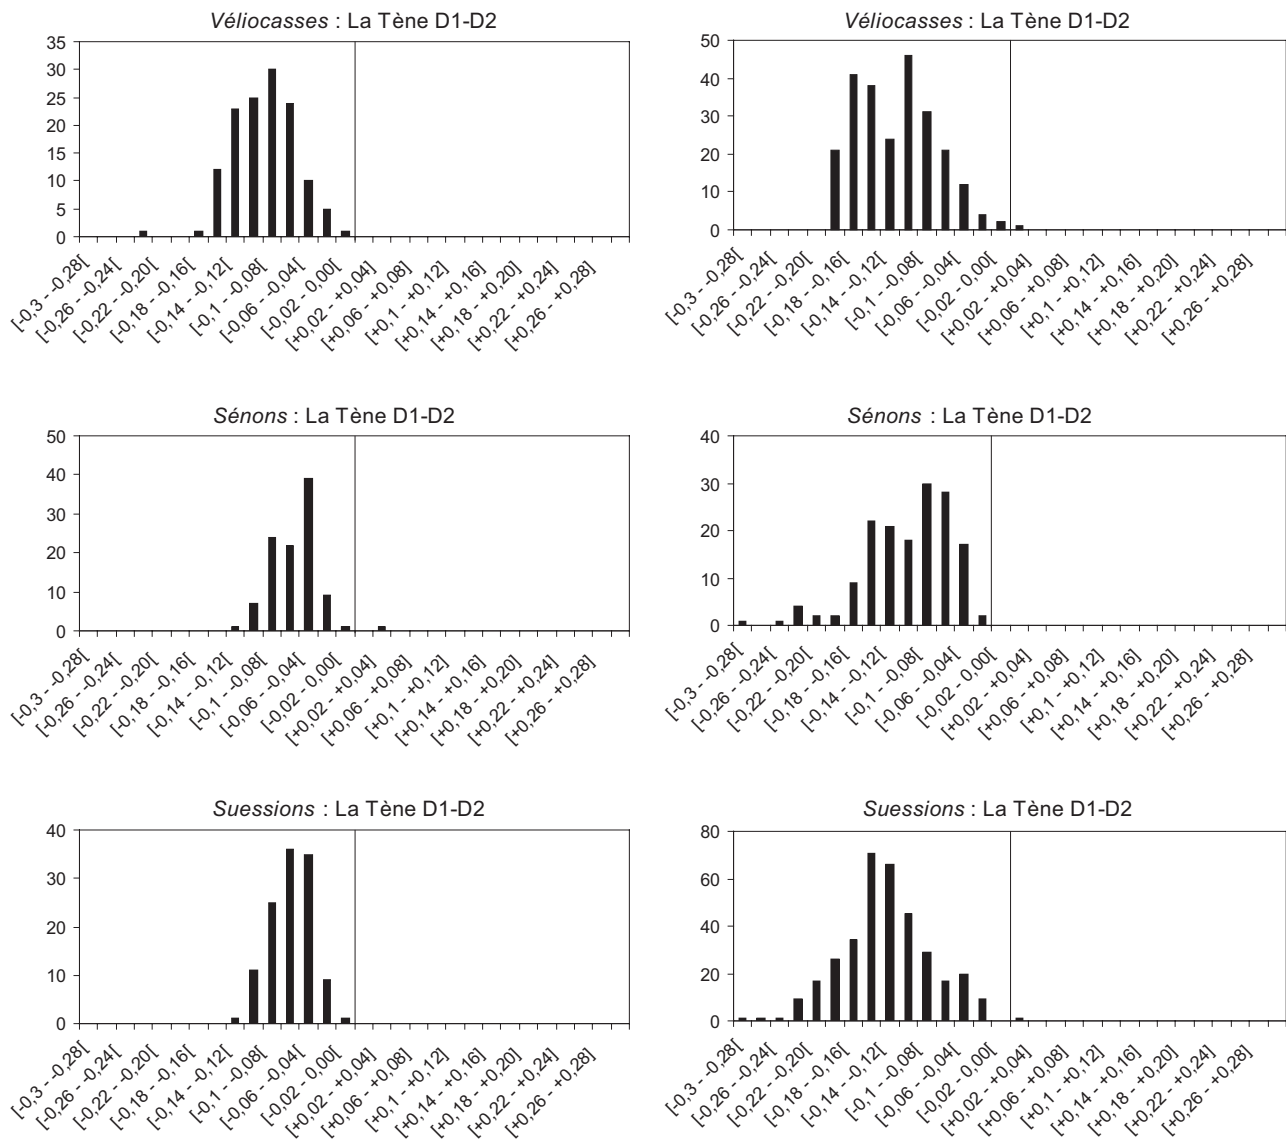 Véliocasses : La Tène D1-D2
35
30
25
20
15
10
5
0
[-0,3 - -0,28[
[-0,26 - -0,24[
[-0,22 - -0,20[
[-0,18 - -0,16[
[-0,14 - -0,12[
[-0,1 - -0,08[
[-0,06 - -0,04[
[-0,02 - 0,00[
[+0,02 - +0,04]
[+0,06 - +0,08]
[+0,1 - +0,12]
[+0,14 - +0,16]
[+0,18 - +0,20]
[+0,22 - +0,24]
[+0,26 - +0,28]
Véliocasses : La Tène D1-D2
50
40
30
20
10
0
[-0,3 - -0,28[
[-0,26 - -0,24[
[-0,22 - -0,20[
[-0,18 - -0,16[
[-0,14 - -0,12[
[-0,1 - -0,08[
[-0,06 - -0,04[
[-0,02 - 0,00[
[+0,02 - +0,04]
[+0,06 - +0,08]
[+0,1 - +0,12]
[+0,14 - +0,16]
[+0,18 - +0,20]
[+0,22 - +0,24]
[+0,26 - +0,28]
Sénons : La Tène D1-D2
50
40
30
20
10
0
[-0,3 - -0,28[
[-0,26 - -0,24[
[-0,22 - -0,20[
[-0,18 - -0,16[
[-0,14 - -0,12[
[-0,1 - -0,08[
[-0,06 - -0,04[
[-0,02 - 0,00[
[+0,02 - +0,04]
[+0,06 - +0,08]
[+0,1 - +0,12]
[+0,14 - +0,16]
[+0,18 - +0,20]
[+0,22 - +0,24]
[+0,26 - +0,28]
Sénons : La Tène D1-D2
40
30
20
10
0
[-0,3 - -0,28[
[-0,26 - -0,24[
[-0,22 - -0,20[
[-0,18 - -0,16[
[-0,14 - -0,12[
[-0,1 - -0,08[
[-0,06 - -0,04[
[-0,02 - 0,00[
[+0,02 - +0,04]
[+0,06 - +0,08]
[+0,1 - +0,12]
[+0,14 - +0,16]
[+0,18 - +0,20]
[+0,22 - +0,24]
[+0,26 - +0,28]
Suessions : La Tène D1-D2
40
30
20
10
0
[-0,3 - -0,28[
[-0,26 - -0,24[
[-0,22 - -0,20[
[-0,18 - -0,16[
[-0,14 - -0,12[
[-0,1 - -0,08[
[-0,06 - -0,04[
[-0,02 - 0,00[
[+0,02 - +0,04]
[+0,06 - +0,08]
[+0,1 - +0,12]
[+0,14 - +0,16]
[+0,18 - +0,20]
[+0,22 - +0,24]
[+0,26 - +0,28]
Suessions : La Tène D1-D2
80
60
40
20
0
[-0,3 - -0,28[
[-0,26 - -0,24[
[-0,22 - -0,20[
[-0,18 - -0,16[
[-0,14 - -0,12[
[-0,1 - -0,08[
[-0,06 - -0,04[
[-0,02 - 0,00[
[+0,02 - +0,04]
[+0,06 - +0,08]
[+0,1 - +0,12]
[+0,14 - +0,16]
[+0,18 - +0,20]
[+0,22 - +0,24]
[+0,26 - +0,28]